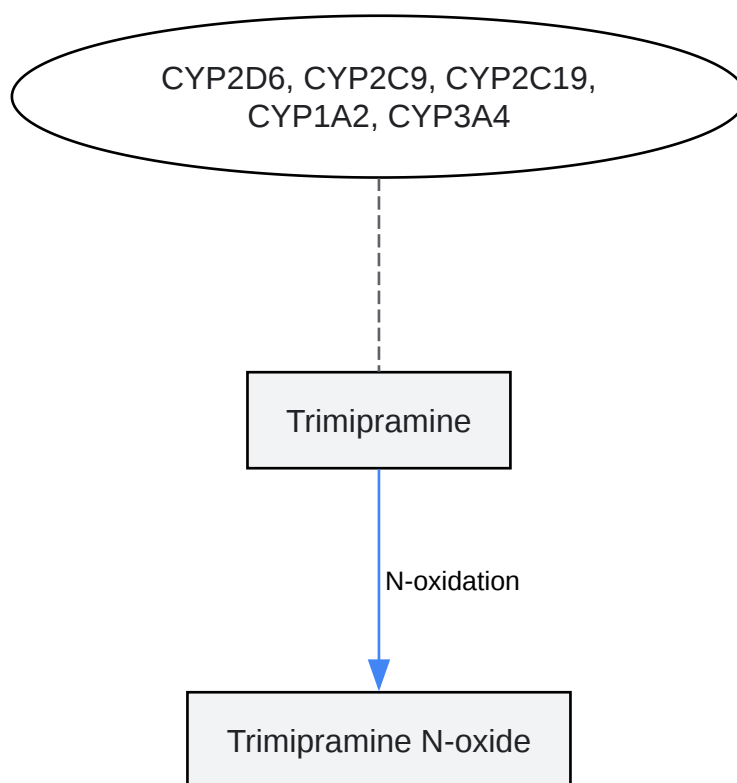 CYP2D6, CYP2C9, CYP2C19,
CYP1A2, CYP3A4
Trimipramine
N-oxidation
Trimipramine N-oxide